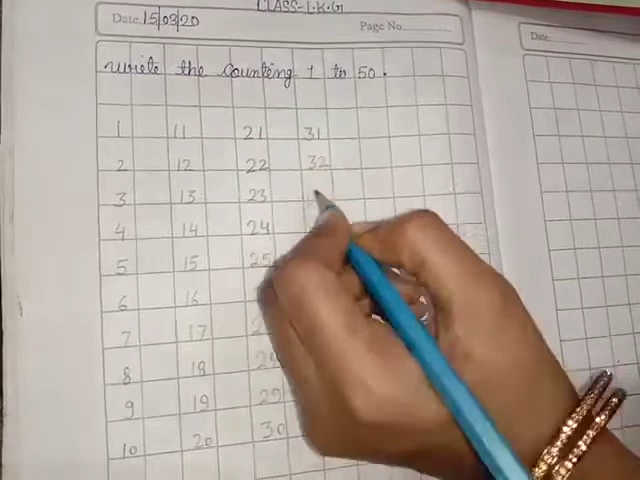 CLASS-L.K.G
Date 15/03/20
Page No.
Date
write the counting 1 to 50.
1 11 21 31
2 12 22 32
3 13 23
4 14 24
5 15 25
6 16
7 17
8 18
9 19 29
10 20 30